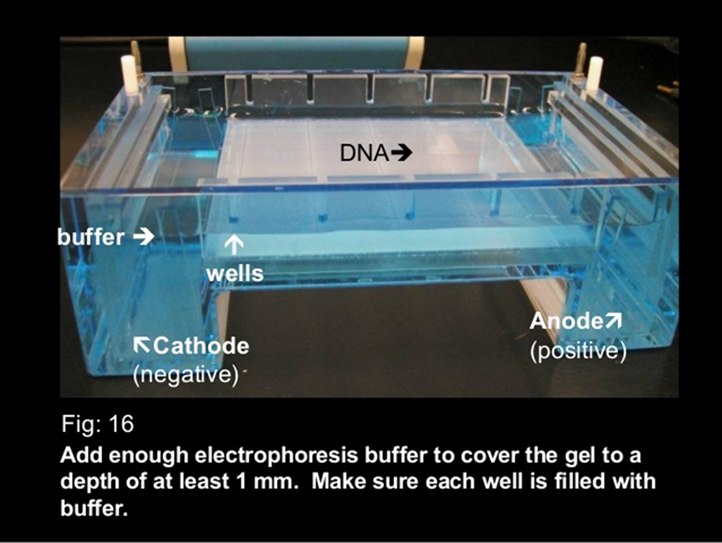 DNA➔
buffer ➔
↑
wells
↖Cathode
(negative)
Anode↗
(positive)
Fig: 16
Add enough electrophoresis buffer to cover the gel to a
depth of at least 1 mm.  Make sure each well is filled with
buffer.